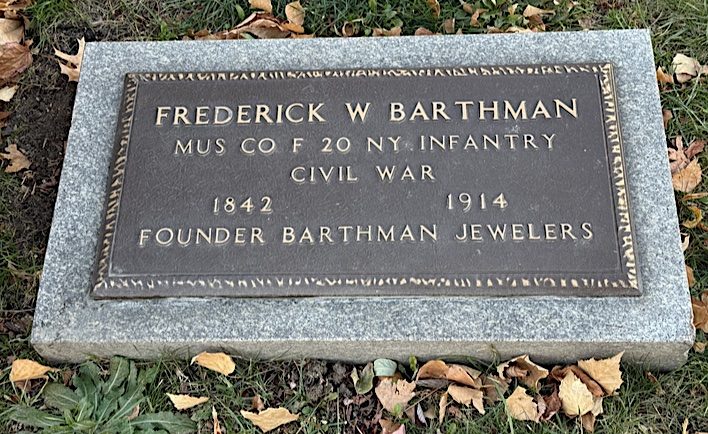 FREDERICK W BARTHMAN
MUS CO F 20 NY INFANTRY
CIVIL WAR
1842 1914
FOUNDER BARTHMAN JEWELERS